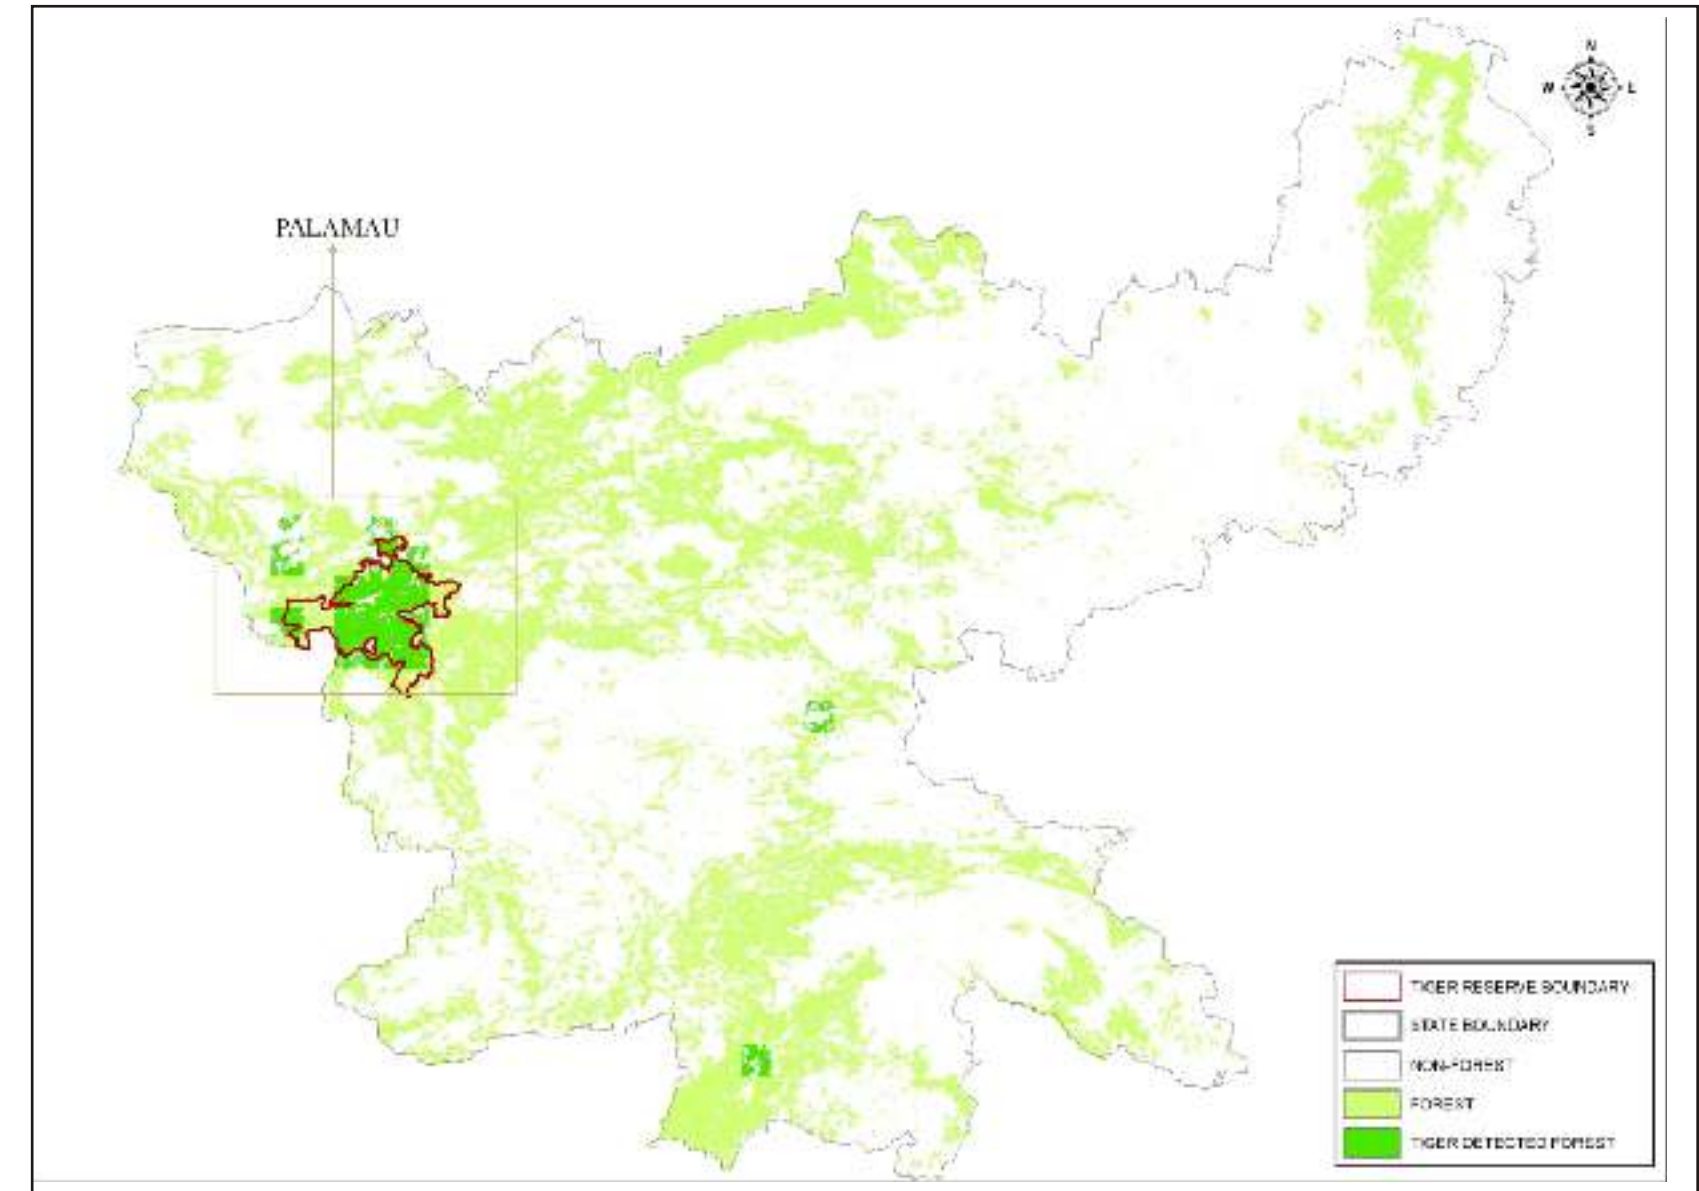 N
W E
S
PALAMAU
TIGER RESERVE BOUNDARY
STATE BOUNDARY
NON-FOREST
FOREST
TIGER DETECTED FOREST